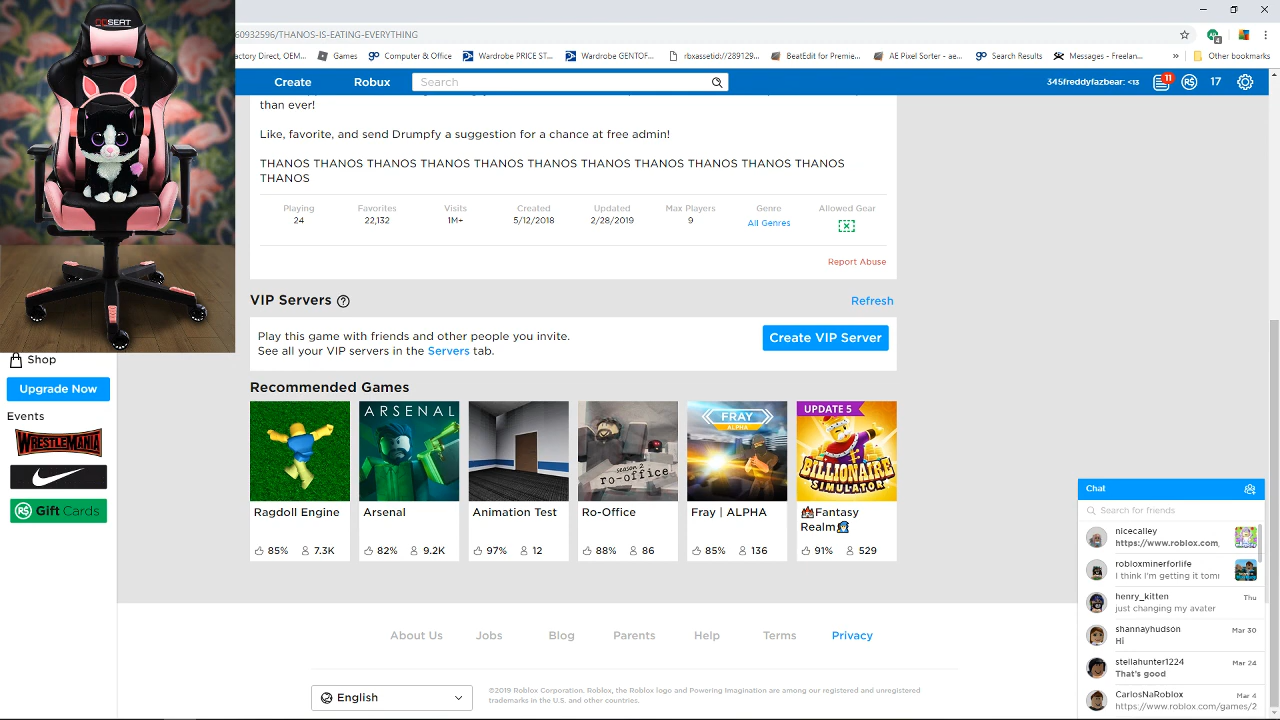 OCSEAT
60932596/THANOS-IS-EATING-EVERYTHING
actory Direct, OEM...
Bags
Gaming
Computer & Office
Wardrobe PRICE ST...
Wardrobe GENTOF...
rbxassetid://289129...
BeatEdit for Premie...
AE Pixel Sorter - ae...
Search Results
Messages - Freelan...
»
Other bookmarks
Create
Robux
Search
345freddyfazbear: <13
11
17
than ever!
Like, favorite, and send Drumpfy a suggestion for a chance at free admin!
THANOS THANOS THANOS THANOS THANOS THANOS THANOS THANOS THANOS THANOS THANOS
THANOS
Playing Favorites Visits Created Updated Max Players Genre Allowed Gear
24 22,132 1M+ 5/12/2018 2/28/2019 9 All Genres
Report Abuse
VIP Servers
Refresh
Play this game with friends and other people you invite.
See all your VIP servers in the Servers tab.
Create VIP Server
Shop
Upgrade Now
Events
WRESTLEMANIA
R$ Gift Cards
Recommended Games
ARSENAL
season 2
ro-office
FRAY
ALPHA
UPDATE 5
BILLIONAIRE
SIMULATOR
Ragdoll Engine
85% 7.3K
Arsenal
82% 9.2K
Animation Test
97% 12
Ro-Office
88% 86
Fray | ALPHA
85% 136
🔥Fantasy
Realm
91% 529
About Us Jobs Blog Parents Help Terms Privacy
English
©2019 Roblox Corporation. Roblox, the Roblox logo and Powering Imagination are among our registered and unregistered
trademarks in the U.S. and other countries.
Chat
Search for friends
nicecalley
https://www.roblox.com,
robloxminerforlife
I think I'm forgetting it tomı
henry_kitten Thu
just changing my avater
shannayhudson Mar 30
Hi
stellahunter1224 Mar 24
That's good
CarlosNaRoblox Mar 4
https://www.roblox.com/games/2